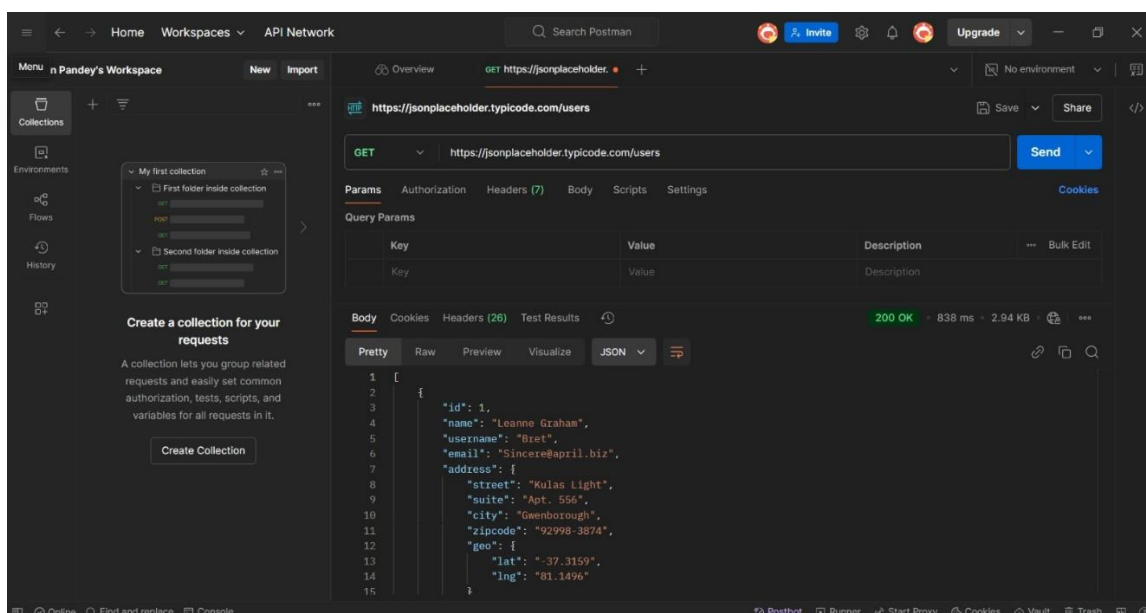 Home Workspaces API Network Search Postman Invite Upgrade
Menu n Pandey's Workspace New Import Overview GET https://jsonplaceholder. No environment
Collections
Environments
Flows
History
My first collection
First folder inside collection
GET
POST
GET
Second folder inside collection
GET
GET
Create a collection for your
requests
A collection lets you group related
requests and easily set common
authorization, tests, scripts, and
variables for all requests in it.
Create Collection
HTTP https://jsonplaceholder.typicode.com/users Save Share
GET https://jsonplaceholder.typicode.com/users Send
Params Authorization Headers (7) Body Scripts Settings Cookies
Query Params
Key Value Description Bulk Edit
Key Value Description
Body Cookies Headers (26) Test Results 200 OK 838 ms 2.94 KB
Pretty Raw Preview Visualize JSON
1 [
2 {
3 "id": 1,
4 "name": "Leanne Graham",
5 "username": "Bret",
6 "email": "Sincere@april.biz",
7 "address": {
8 "street": "Kulas Light",
9 "suite": "Apt. 556",
10 "city": "Gwenborough",
11 "zipcode": "92998-3874",
12 "geo": {
13 "lat": "-37.3159",
14 "lng": "81.1496"
15 }
Online Find and replace Console Postbot Runner Start Proxy Cookies Vault Trash